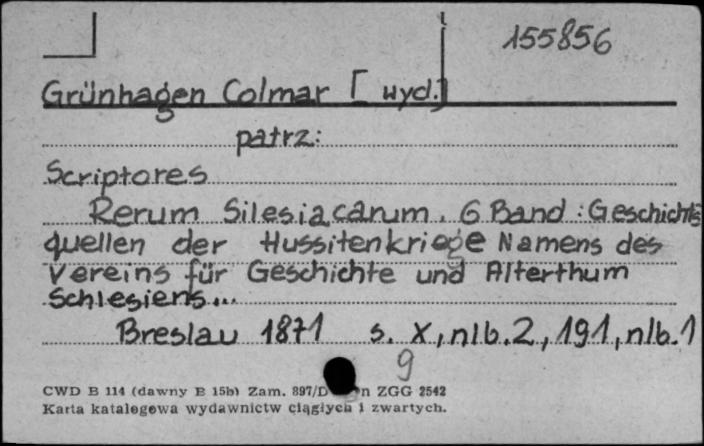 155856
Grünhagen Colmar [wyd.]
patrz:
Scriptores
Rerum Silesiacarum. 6 Band: Geschichts
quellen der Hussitenkriege Namens des
Vereins für Geschichte und Alterthum
Schlesiens...
Breslau 1871 s. X, nlb. 2, 191, nlb. 1
9
CWD B 114 (dawny B 15b) Zam. 897/D n ZGG 2542
Karta katalogowa wydawnictw ciągłych i zwartych.